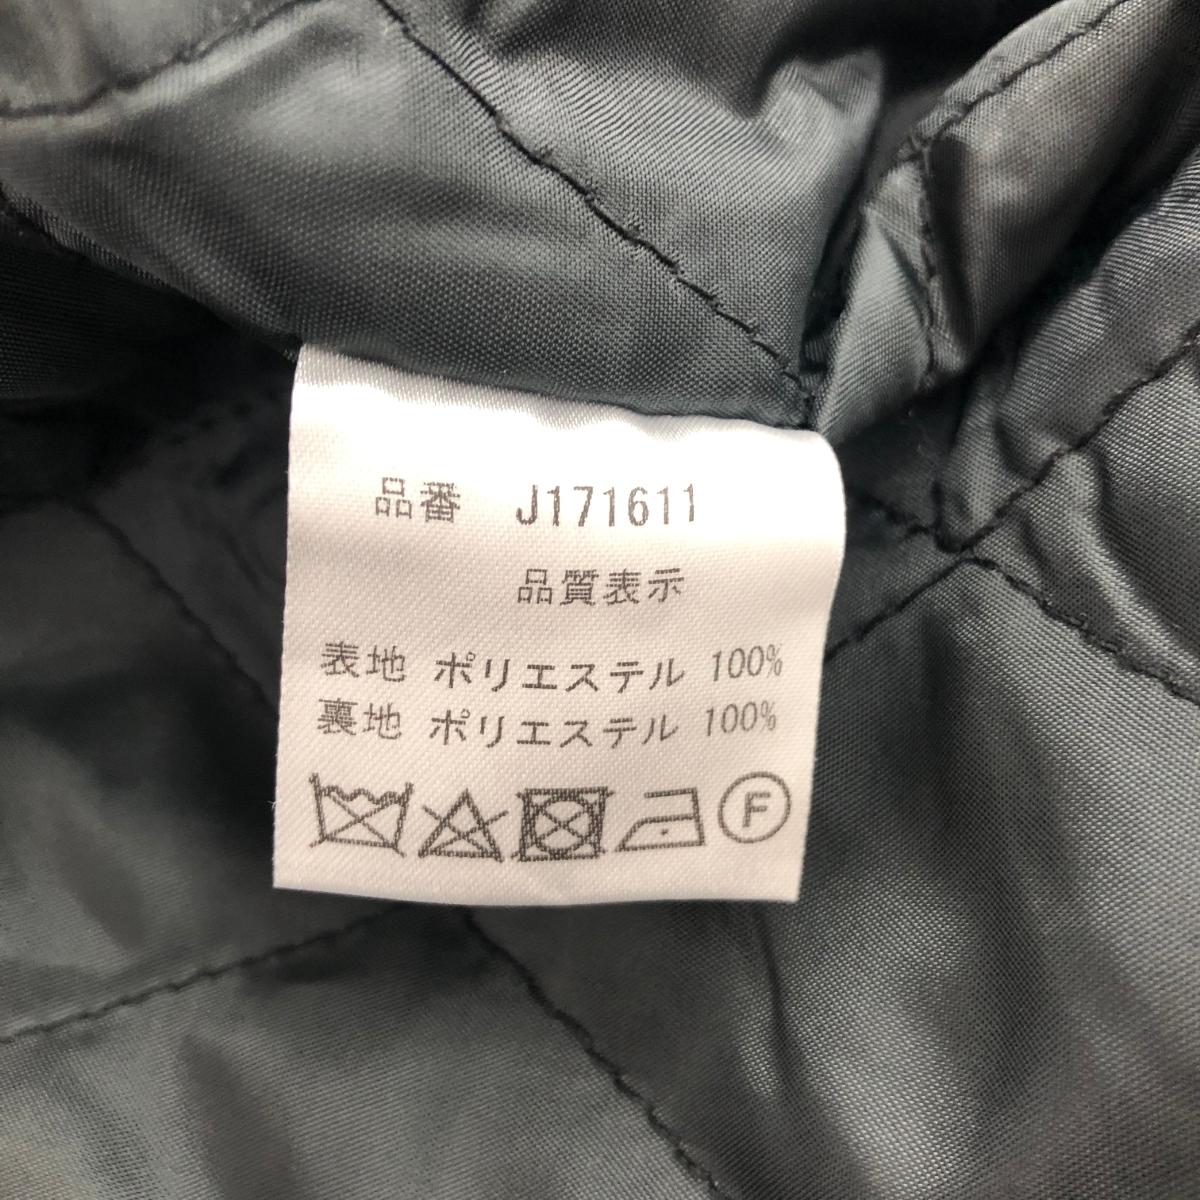 品番 J171611
品質表示
表地 ポリエステル 100%
裏地 ポリエステル 100%
F